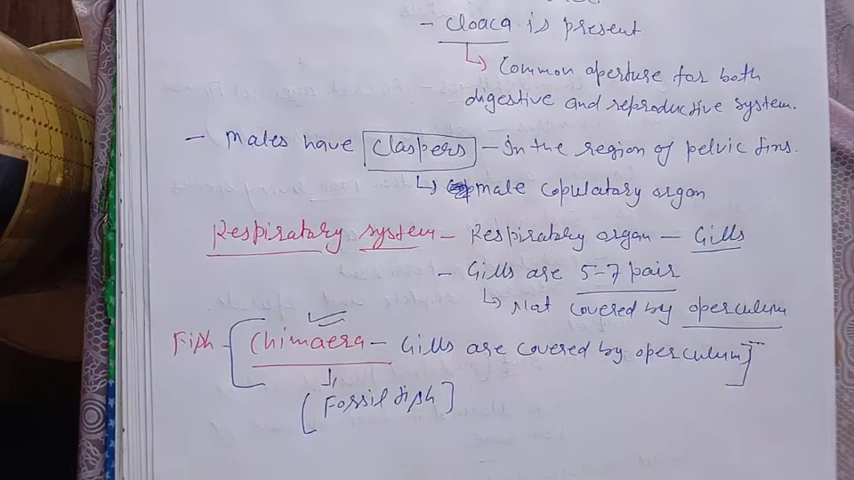 - Cloaca is present
Common aperture for both
digestive and reproductive system.
- Males have Claspers - In the region of pelvic fins.
male copulatory organ
Respiratory system - Respiratory organ - Gills
- Gills are 5-7 pair
Not covered by operculum
Fish - Chimaera - Gills are covered by operculum
[Fossil fish]